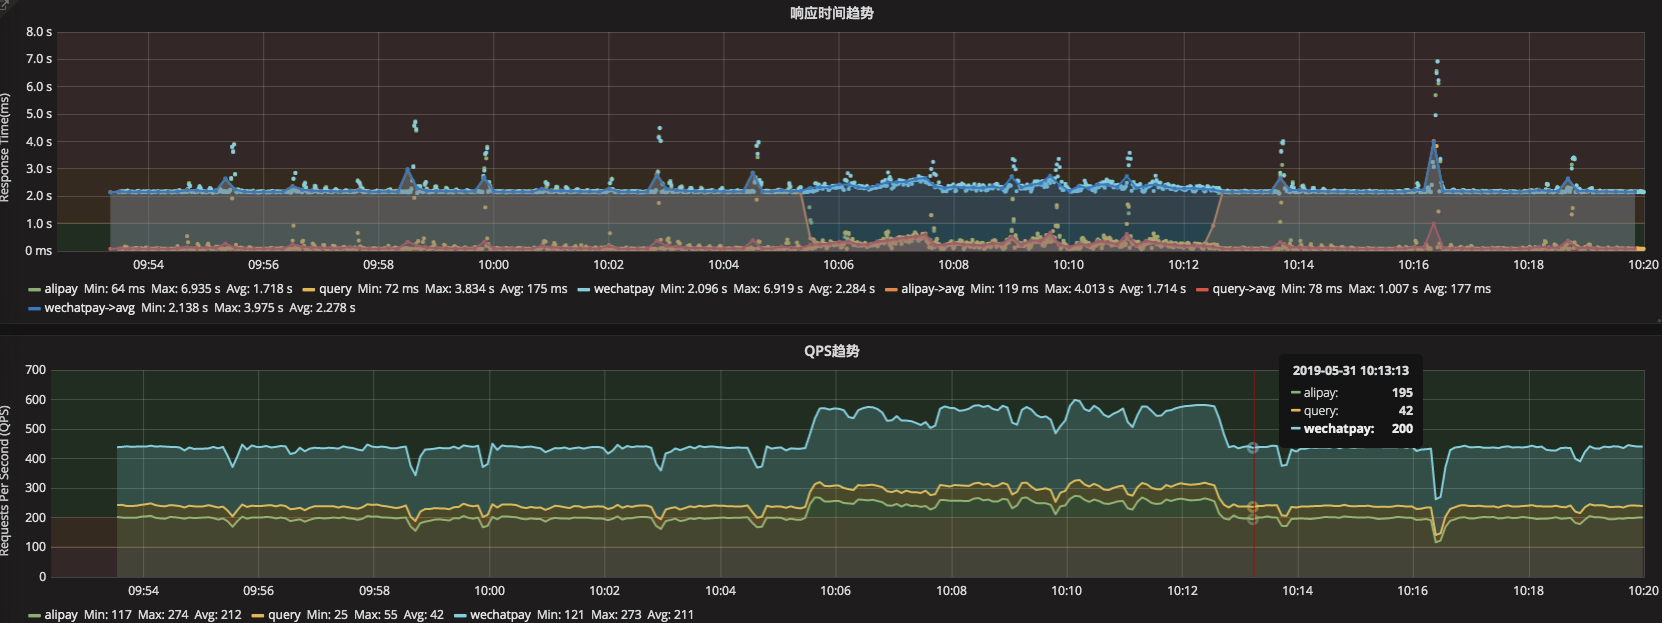 响应时间趋势
Response Time(ms)
8.0 s
7.0 s
6.0 s
5.0 s
4.0 s
3.0 s
2.0 s
1.0 s
0 ms
09:54 09:56 09:58 10:00 10:02 10:04 10:06 10:08 10:10 10:12 10:14 10:16 10:18 10:20
alipay Min: 64 ms Max: 6.935 s Avg: 1.718 s query Min: 72 ms Max: 3.834 s Avg: 175 ms wechatpay Min: 2.096 s Max: 6.919 s Avg: 2.284 s alipay->avg Min: 119 ms Max: 4.013 s Avg: 1.714 s query->avg Min: 78 ms Max: 1.007 s Avg: 177 ms
wechatpay->avg Min: 2.138 s Max: 3.975 s Avg: 2.278 s
QPS趋势
Requests Per Second (QPS)
700
600
500
400
300
200
100
0
2019-05-31 10:13:13
alipay: 195
query: 42
wechatpay: 200
09:54 09:56 09:58 10:00 10:02 10:04 10:06 10:08 10:10 10:12 10:14 10:16 10:18 10:20
alipay Min: 117 Max: 274 Avg: 212 query Min: 25 Max: 55 Avg: 42 wechatpay Min: 121 Max: 273 Avg: 211